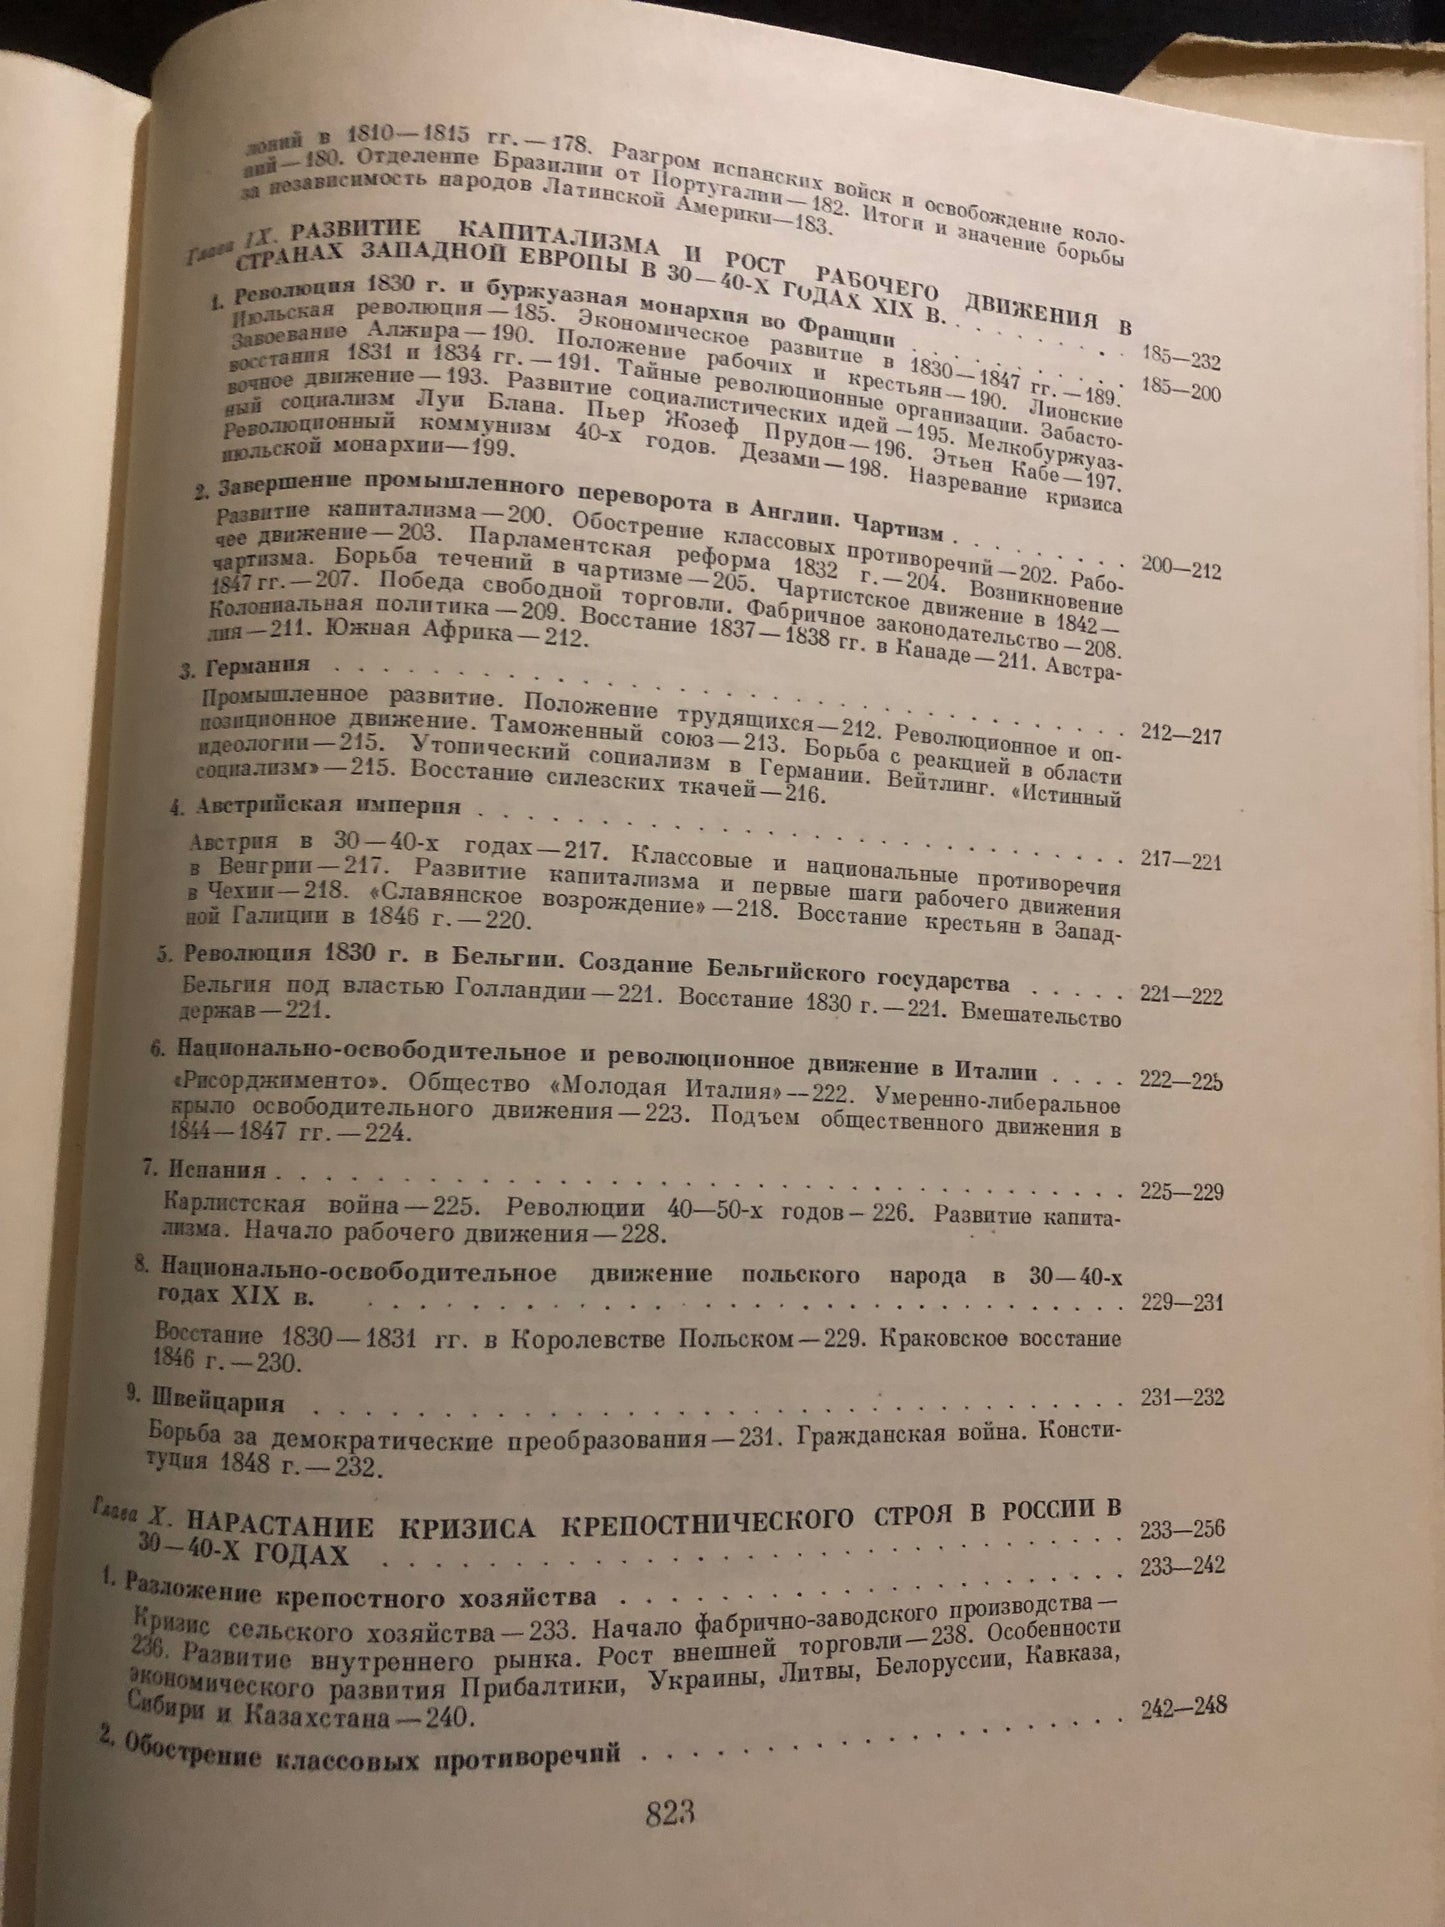 лоний в 1810—1815 гг. — 178. Разгром испанских войск и освобождение коло-
ний — 180. Отделение Бразилии от Португалии — 182. Итоги и значение борьбы
за независимость народов Латинской Америки—183.
Глава IX. РАЗВИТИЕ КАПИТАЛИЗМА И РОСТ РАБОЧЕГО ДВИЖЕНИЯ В
СТРАНАХ ЗАПАДНОЙ ЕВРОПЫ В 30—40-Х ГОДАХ XIX В. . . . . . . . 185—232
1. Революция 1830 г. и буржуазная монархия во Франции . . . . . . . . . 185—200
Июльская революция — 185. Экономическое развитие в 1830—1847 гг. — 189.
Завоевание Алжира — 190. Положение рабочих и крестьян — 190. Лионские
восстания 1831 и 1834 гг. — 191. Тайные революционные организации. Забасто-
вочное движение — 193. Развитие социалистических идей — 195. Мелкобуржуаз-
ный социализм Луи Блана. Пьер Жозеф Прудон — 196. Этьен Кабе — 197.
Революционный коммунизм 40-х годов. Дезами — 198. Назревание кризиса
июльской монархии—199.
2. Завершение промышленного переворота в Англии. Чартизм . . . . . . . . 200—212
Развитие капитализма — 200. Обострение классовых противоречий — 202. Рабо-
чее движение — 203. Парламентская реформа 1832 г. — 204. Возникновение
чартизма. Борьба течений в чартизме — 205. Чартистское движение в 1842—
1847 гг. — 207. Победа свободной торговли. Фабричное законодательство — 208.
Колониальная политика — 209. Восстание 1837—1838 гг. в Канаде — 211. Австра-
лия — 211. Южная Африка — 212.
3. Германия . . . . . . . . . . . . . . . . . . . . . . . . 212—217
Промышленное развитие. Положение трудящихся — 212. Революционное и оп-
позиционное движение. Таможенный союз — 213. Борьба с реакцией в области
идеологии — 215. Утопический социализм в Германии. Вейтлинг. «Истинный
социализм» — 215. Восстание силезских ткачей — 216.
4. Австрийская империя . . . . . . . . . . . . . . . . . . . 217—221
Австрия в 30—40-х годах — 217. Классовые и национальные противоречия
в Венгрии — 217. Развитие капитализма и первые шаги рабочего движения
в Чехии — 218. «Славянское возрождение» — 218. Восстание крестьян в Запад-
ной Галиции в 1846 г. — 220.
5. Революция 1830 г. в Бельгии. Создание Бельгийского государства . . . . . 221—222
Бельгия под властью Голландии — 221. Восстание 1830 г. — 221. Вмешательство
держав — 221.
6. Национально-освободительное и революционное движение в Италии . . . . 222—225
«Рисорджименто». Общество «Молодая Италия» — 222. Умеренно-либеральное
крыло освободительного движения — 223. Подъем общественного движения в
1844—1847 гг. — 224.
7. Испания . . . . . . . . . . . . . . . . . . . . . . . . . . 225—229
Карлистская война — 225. Революции 40—50-х годов — 226. Развитие капита-
лизма. Начало рабочего движения — 228.
8. Национально-освободительное движение польского народа в 30—40-х
годах XIX в. . . . . . . . . . . . . . . . . . . . . . . . 229—231
Восстание 1830—1831 гг. в Королевстве Польском — 229. Краковское восстание
1846 г. — 230.
9. Швейцария . . . . . . . . . . . . . . . . . . . . . . . . . 231—232
Борьба за демократические преобразования — 231. Гражданская война. Консти-
туция 1848 г. — 232.
Глава X. НАРАСТАНИЕ КРИЗИСА КРЕПОСТНИЧЕСКОГО СТРОЯ В РОССИИ В
30—40-Х ГОДАХ . . . . . . . . . . . . . . . . . . . . . . 233—256
1. Разложение крепостного хозяйства . . . . . . . . . . . . . . . . 233—242
Кризис сельского хозяйства — 233. Начало фабрично-заводского производства —
236. Развитие внутреннего рынка. Рост внешней торговли — 238. Особенности
экономического развития Прибалтики, Украины, Литвы, Белоруссии, Кавказа,
Сибири и Казахстана — 240.
2. Обострение классовых противоречий . . . . . . . . . . . . . . . 242—248
823